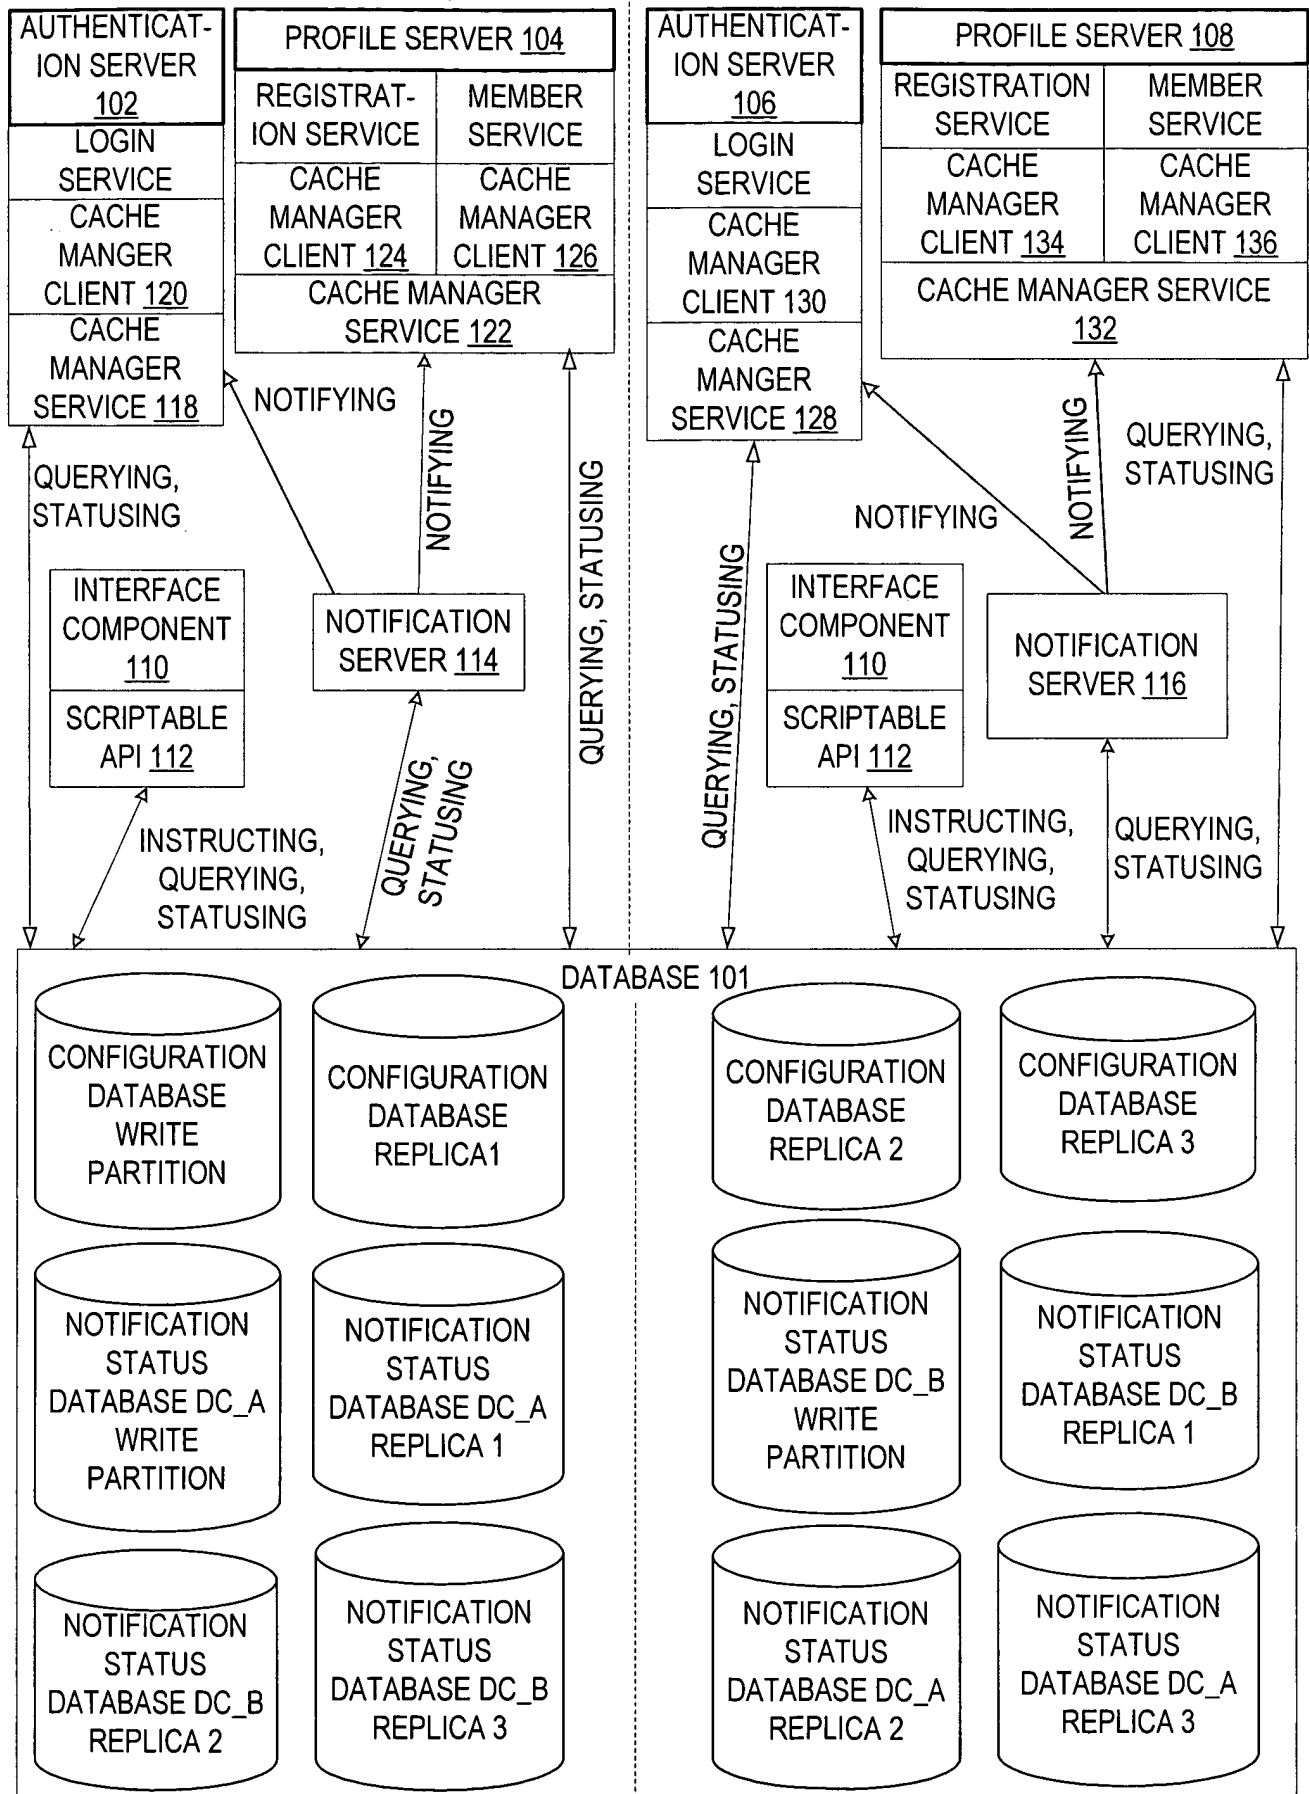 AUTHENTICAT-
ION SERVER
102
LOGIN
SERVICE
CACHE
MANGER
CLIENT 120
CACHE
MANAGER
SERVICE 118
PROFILE SERVER 104
REGISTRAT-
ION SERVICE
MEMBER
SERVICE
CACHE
MANAGER
CLIENT 124
CACHE
MANAGER
CLIENT 126
CACHE MANAGER
SERVICE 122
NOTIFYING
NOTIFYING
QUERYING,
STATUSING
QUERYING, STATUSING
INTERFACE
COMPONENT
110
SCRIPTABLE
API 112
NOTIFICATION
SERVER 114
INSTRUCTING,
QUERYING,
STATUSING
QUERYING,
STATUSING
AUTHENTICAT-
ION SERVER
106
LOGIN
SERVICE
CACHE
MANAGER
CLIENT 130
CACHE
MANGER
SERVICE 128
PROFILE SERVER 108
REGISTRATION
SERVICE
MEMBER
SERVICE
CACHE
MANAGER
CLIENT 134
CACHE
MANAGER
CLIENT 136
CACHE MANAGER SERVICE
132
NOTIFYING
NOTIFYING
QUERYING,
STATUSING
QUERYING, STATUSING
INTERFACE
COMPONENT
110
SCRIPTABLE
API 112
NOTIFICATION
SERVER 116
INSTRUCTING,
QUERYING,
STATUSING
QUERYING,
STATUSING
DATABASE 101
CONFIGURATION
DATABASE
WRITE
PARTITION
CONFIGURATION
DATABASE
REPLICA1
CONFIGURATION
DATABASE
REPLICA 2
CONFIGURATION
DATABASE
REPLICA 3
NOTIFICATION
STATUS
DATABASE DC_A
WRITE
PARTITION
NOTIFICATION
STATUS
DATABASE DC_A
REPLICA 1
NOTIFICATION
STATUS
DATABASE DC_B
WRITE
PARTITION
NOTIFICATION
STATUS
DATABASE DC_B
REPLICA 1
NOTIFICATION
STATUS
DATABASE DC_B
REPLICA 2
NOTIFICATION
STATUS
DATABASE DC_B
REPLICA 3
NOTIFICATION
STATUS
DATABASE DC_A
REPLICA 2
NOTIFICATION
STATUS
DATABASE DC_A
REPLICA 3